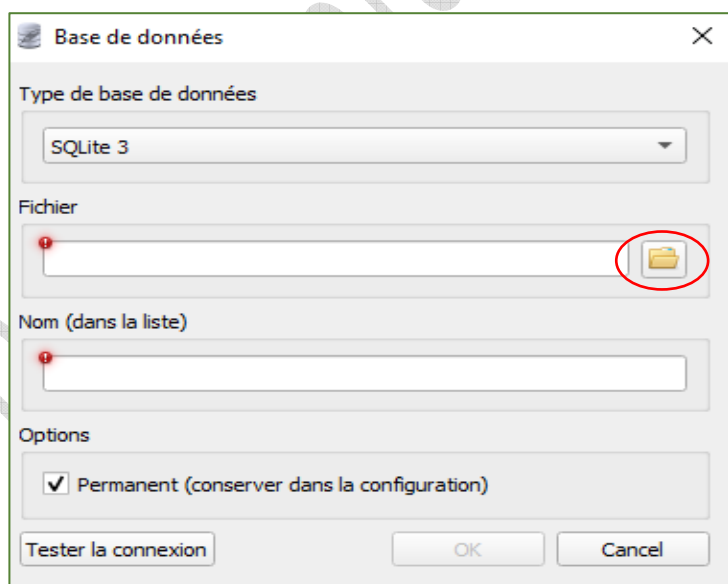 Base de données
Type de base de données
SQLite 3
Fichier
Nom (dans la liste)
Options
Permanent (conserver dans la configuration)
Tester la connexion OK Cancel